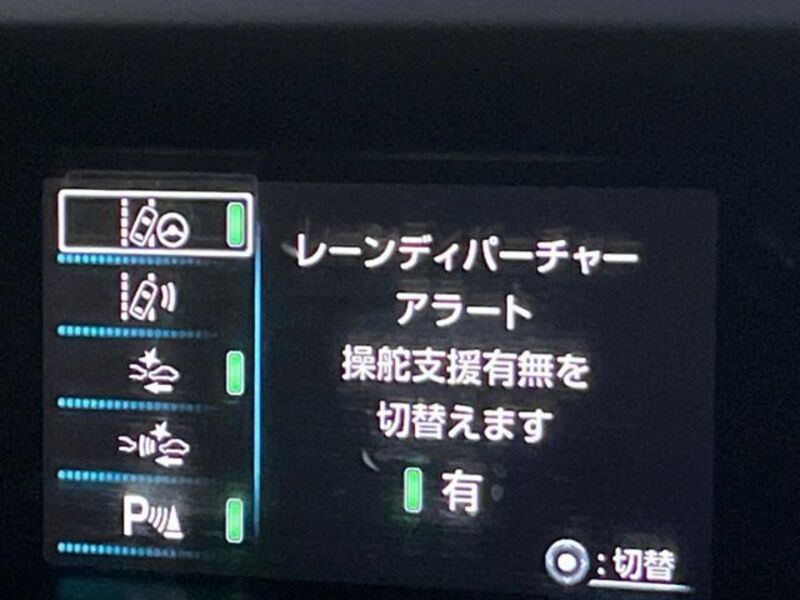 レーンディパーチャー
アラート
操舵支援有無を
切替えます
有
P
:切替